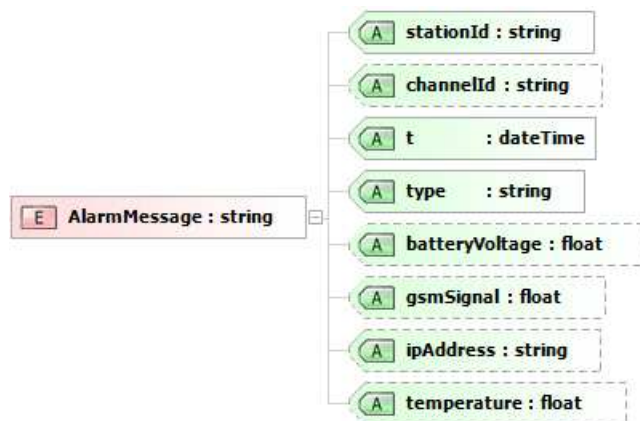 A stationId : string
A channelId : string
A t : dateTime
A type : string
E AlarmMessage : string
A batteryVoltage : float
A gsmSignal : float
A ipAddress : string
A temperature : float